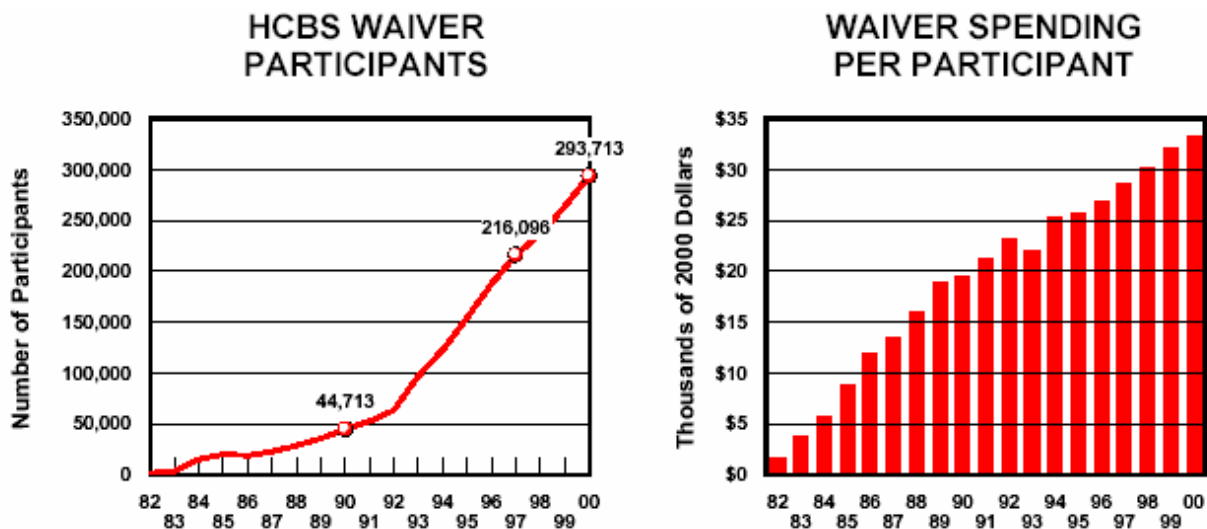 HCBS WAIVER
PARTICIPANTS
Number of Participants
350,000
300,000
250,000
200,000
150,000
100,000
50,000
0
293,713
216,096
44,713
82 84 86 88 90 92 94 96 98 00
83 85 87 89 91 93 95 97 99
WAIVER SPENDING
PER PARTICIPANT
Thousands of 2000 Dollars
$35
$30
$25
$20
$15
$10
$5
$0
82 84 86 88 90 92 94 96 98 00
83 85 87 89 91 93 95 97 99